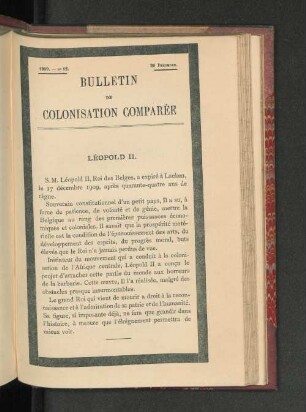 1909. — N° 12.
20 Décembre.
BULLETIN
DE
COLONISATION COMPARÉE
LÉOPOLD II.
S. M. Léopold II, Roi des Belges, a expiré à Laeken,
le 17 décembre 1909, après quarante-quatre ans de
règne.
Souverain constitutionnel d'un petit pays, il a su, à
force de patience, de volonté et de génie, mettre la
Belgique au rang des premières puissances écono-
miques et coloniales. Il savait que la prospérité maté-
rielle est la condition de l'épanouissement des arts, du
développement des esprits, du progrès moral, buts
élevés que le Roi n'a jamais perdus de vue.
Initiateur du mouvement qui a conduit à la colonisation
de l'Afrique centrale, Léopold II a conçu le
projet d'arracher cette partie du monde aux horreurs
de la barbarie. Cette œuvre, il l'a réalisée, malgré des
obstacles presque insurmontables.
Le grand Roi qui vient de mourir a droit à la recon-
naissance et à l'admiration de sa patrie et de l'humanité.
Sa figure, si imposante déjà, ne fera que grandir dans
l'histoire, à mesure que l'éloignement permettra de
mieux voir.